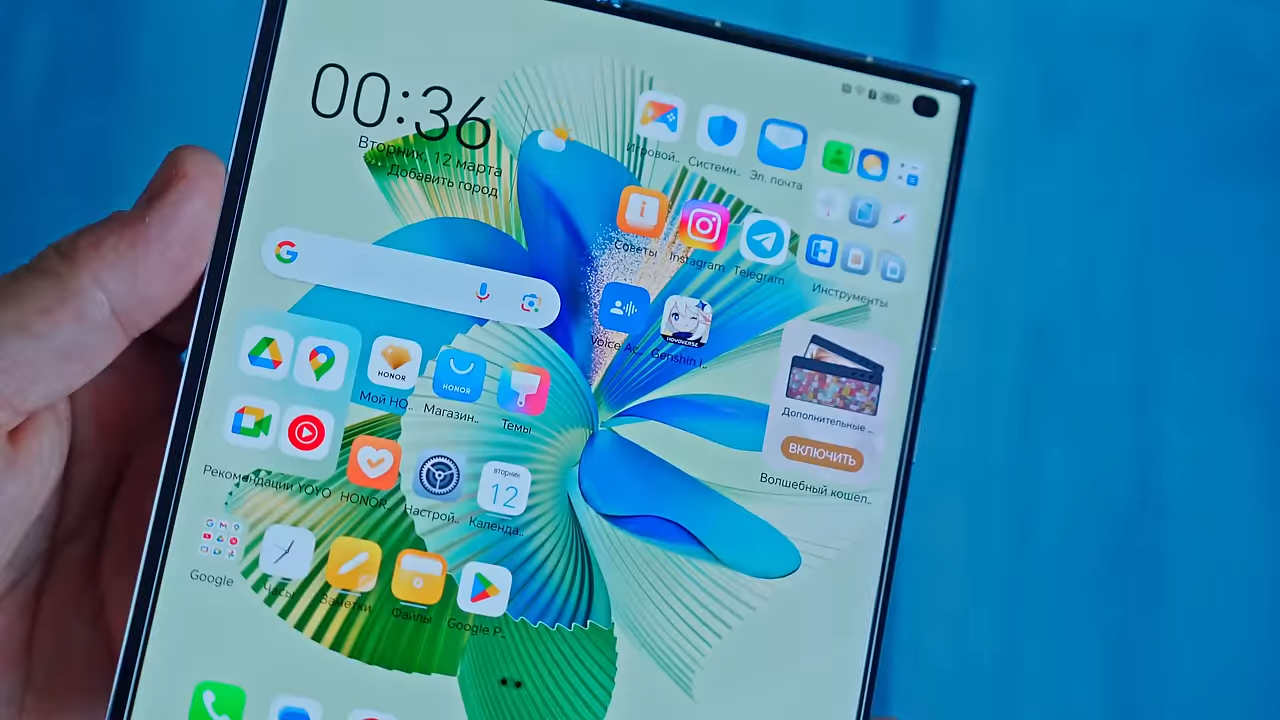 00:36
Вторник, 12 марта
Добавить город
Игровой..
Системн..
Эл. почта
Советы
Instagram
Telegram
Инструменты
Voice Ac..
HOYOVERSE
Genshin I..
HONOR
Мой HO..
HONOR
Магазин..
Темы
Дополнительные ...
ВКЛЮЧИТЬ
Волшебный кошел..
Рекомендации YOYO
HONOR..
Настрой..
вторник
12
Календа..
Google
Часы
Заметки
Файлы
Google P..